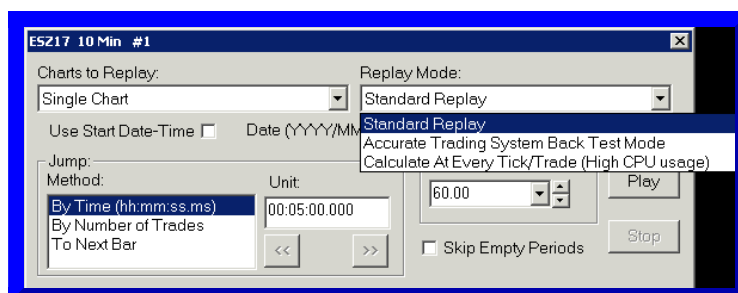 ESZ17 10 Min #1
Charts to Replay:
Replay Mode:
Single Chart
Standard Replay
Use Start Date-Time
Date (YYYY/MM
Standard Replay
Accurate Trading System Back Test Mode
Calculate At Every Tick/Trade (High CPU usage)
Jump:
Method:
Unit:
By Time (hh:mm:ss.ms)
By Number of Trades
To Next Bar
00:05:00.000
<<
>>
60.00
Play
Skip Empty Periods
Stop